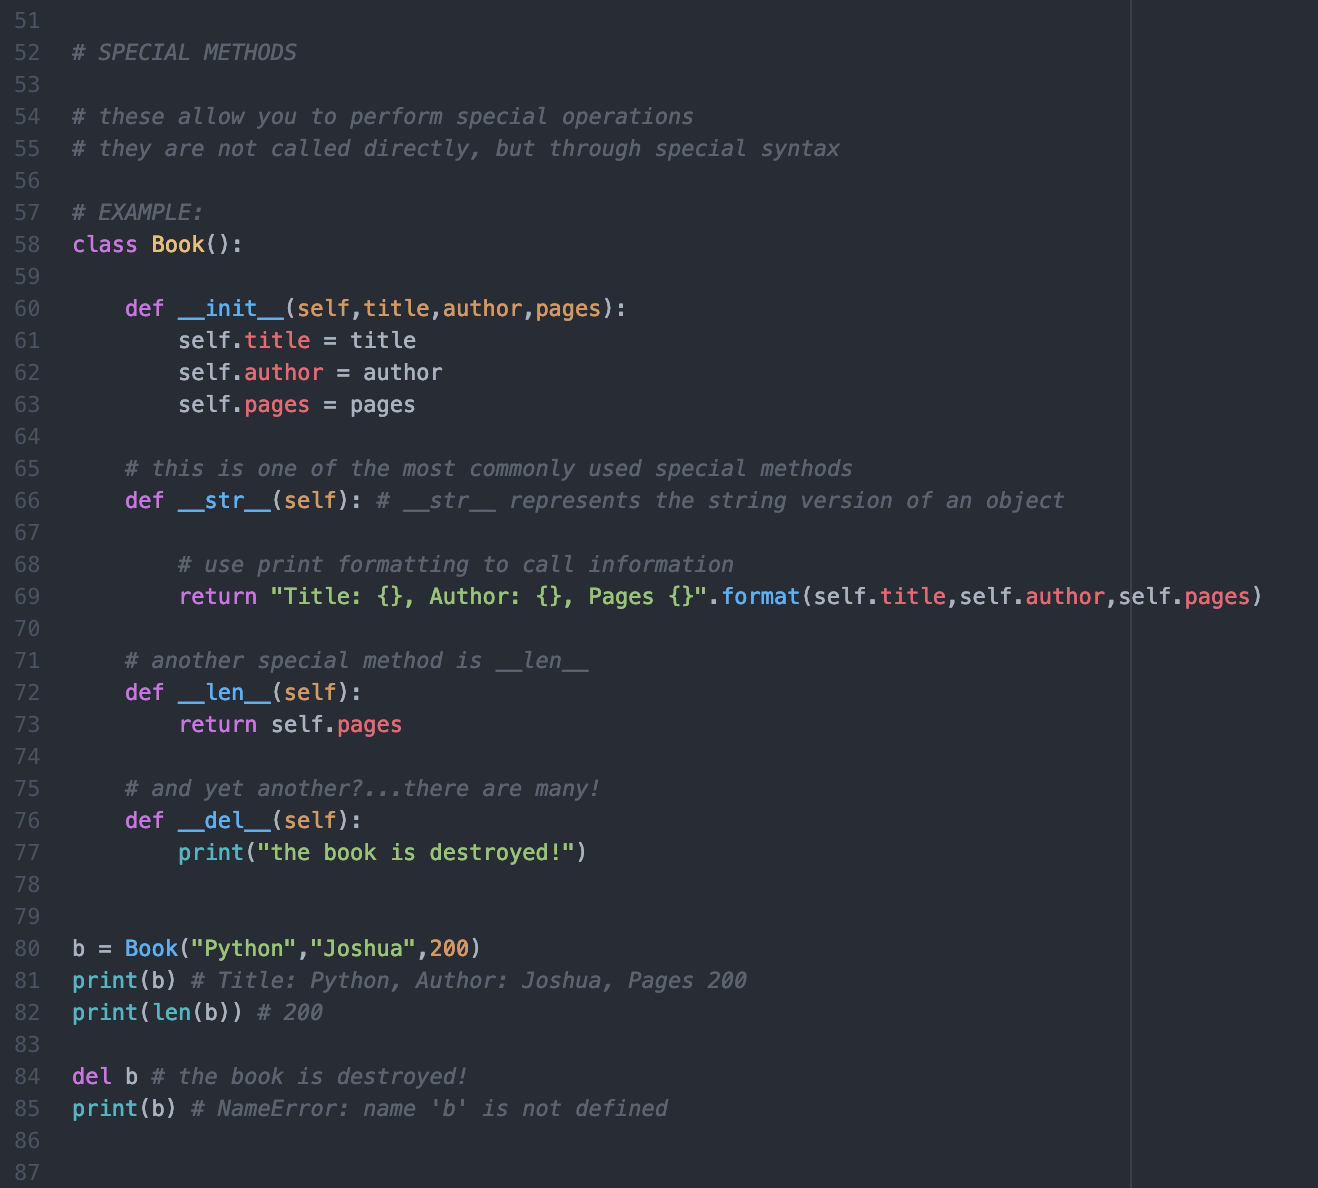 51
52 # SPECIAL METHODS
53
54 # these allow you to perform special operations
55 # they are not called directly, but through special syntax
56
57 # EXAMPLE:
58 class Book():
59
60     def __init__(self,title,author,pages):
61         self.title = title
62         self.author = author
63         self.pages = pages
64
65     # this is one of the most commonly used special methods
66     def __str__(self): # __str__ represents the string version of an object
67
68         # use print formatting to call information
69         return "Title: {}, Author: {}, Pages {}".format(self.title,self.author,self.pages)
70
71     # another special method is __len__
72     def __len__(self):
73         return self.pages
74
75     # and yet another?...there are many!
76     def __del__(self):
77         print("the book is destroyed!")
78
79
80 b = Book("Python","Joshua",200)
81 print(b) # Title: Python, Author: Joshua, Pages 200
82 print(len(b)) # 200
83
84 del b # the book is destroyed!
85 print(b) # NameError: name 'b' is not defined
86
87